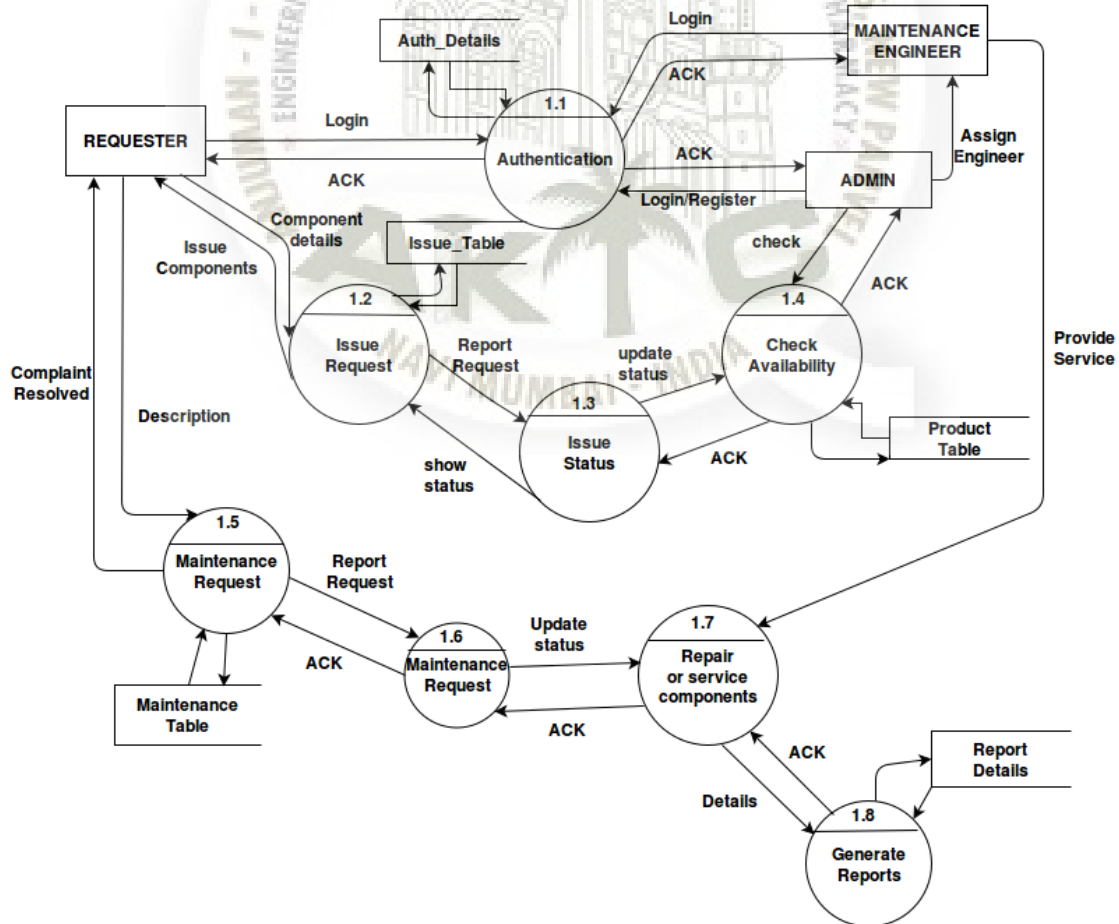 Auth_Details
Login
MAINTENANCE
ENGINEER
ACK
1.1
Authentication
REQUESTER
Login
ACK
ACK
Login/Register
ADMIN
Assign
Engineer
Component
details
Issue
Components
Issue_Table
check
ACK
1.2
Issue
Request
1.4
Check
Availability
Report
Request
update
status
Provide
Service
1.3
Issue
Status
Complaint
Resolved
Description
show
status
ACK
Product
Table
1.5
Maintenance
Request
Report
Request
ACK
1.6
Maintenance
Request
Update
status
ACK
1.7
Repair
or service
components
Maintenance
Table
ACK
Details
Report
Details
1.8
Generate
Reports
AKTC
NAVI MUMBAI - INDIA